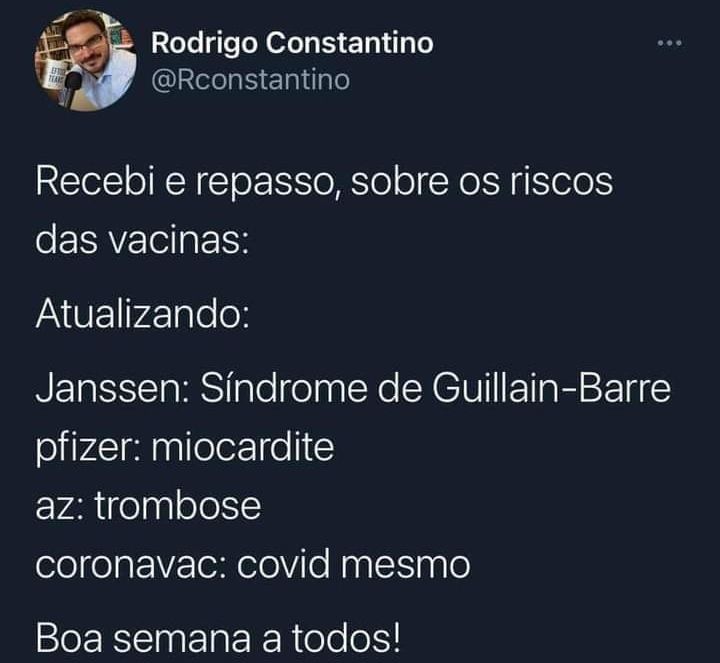 Rodrigo Constantino
@Rconstantino
Recebi e repasso, sobre os riscos
das vacinas:
Atualizando:
Janssen: Síndrome de Guillain-Barre
pfizer: miocardite
az: trombose
coronavac: covid mesmo
Boa semana a todos!